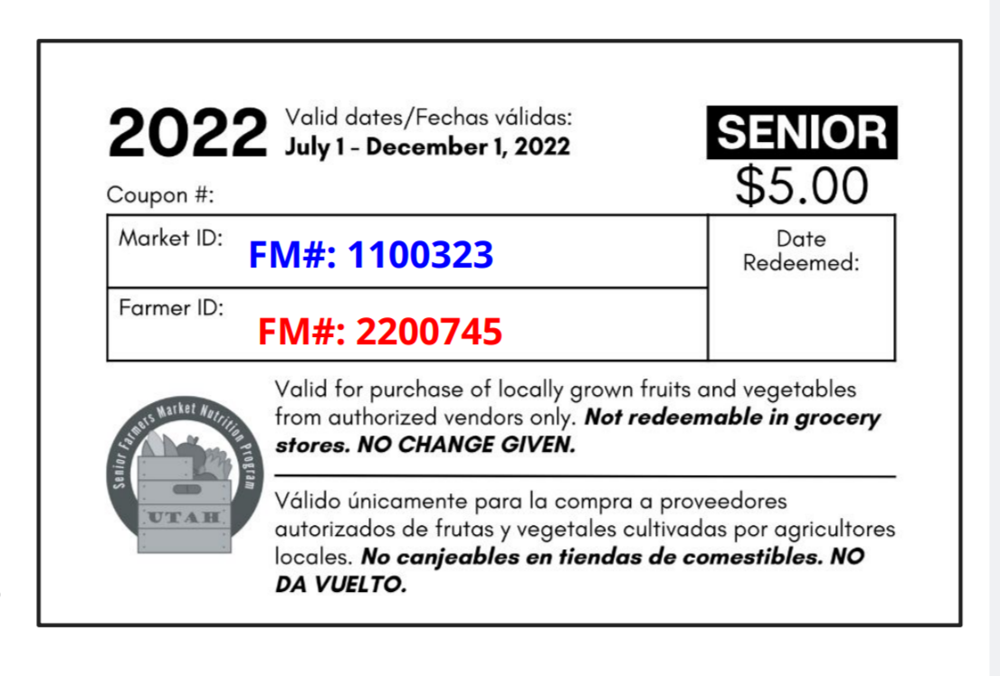 2022
Valid dates/Fechas válidas:
July 1 - December 1, 2022
SENIOR
$5.00
Coupon #:
Market ID:
FM#: 1100323
Date
Redeemed:
Farmer ID:
FM#: 2200745
Senior Farmers Market Nutrition Program
UTAH
Valid for purchase of locally grown fruits and vegetables
from authorized vendors only. Not redeemable in grocery
stores. NO CHANGE GIVEN.
Válido únicamente para la compra a proveedores
autorizados de frutas y vegetales cultivadas por agricultores
locales. No canjeables en tiendas de comestibles. NO
DA VUELTO.